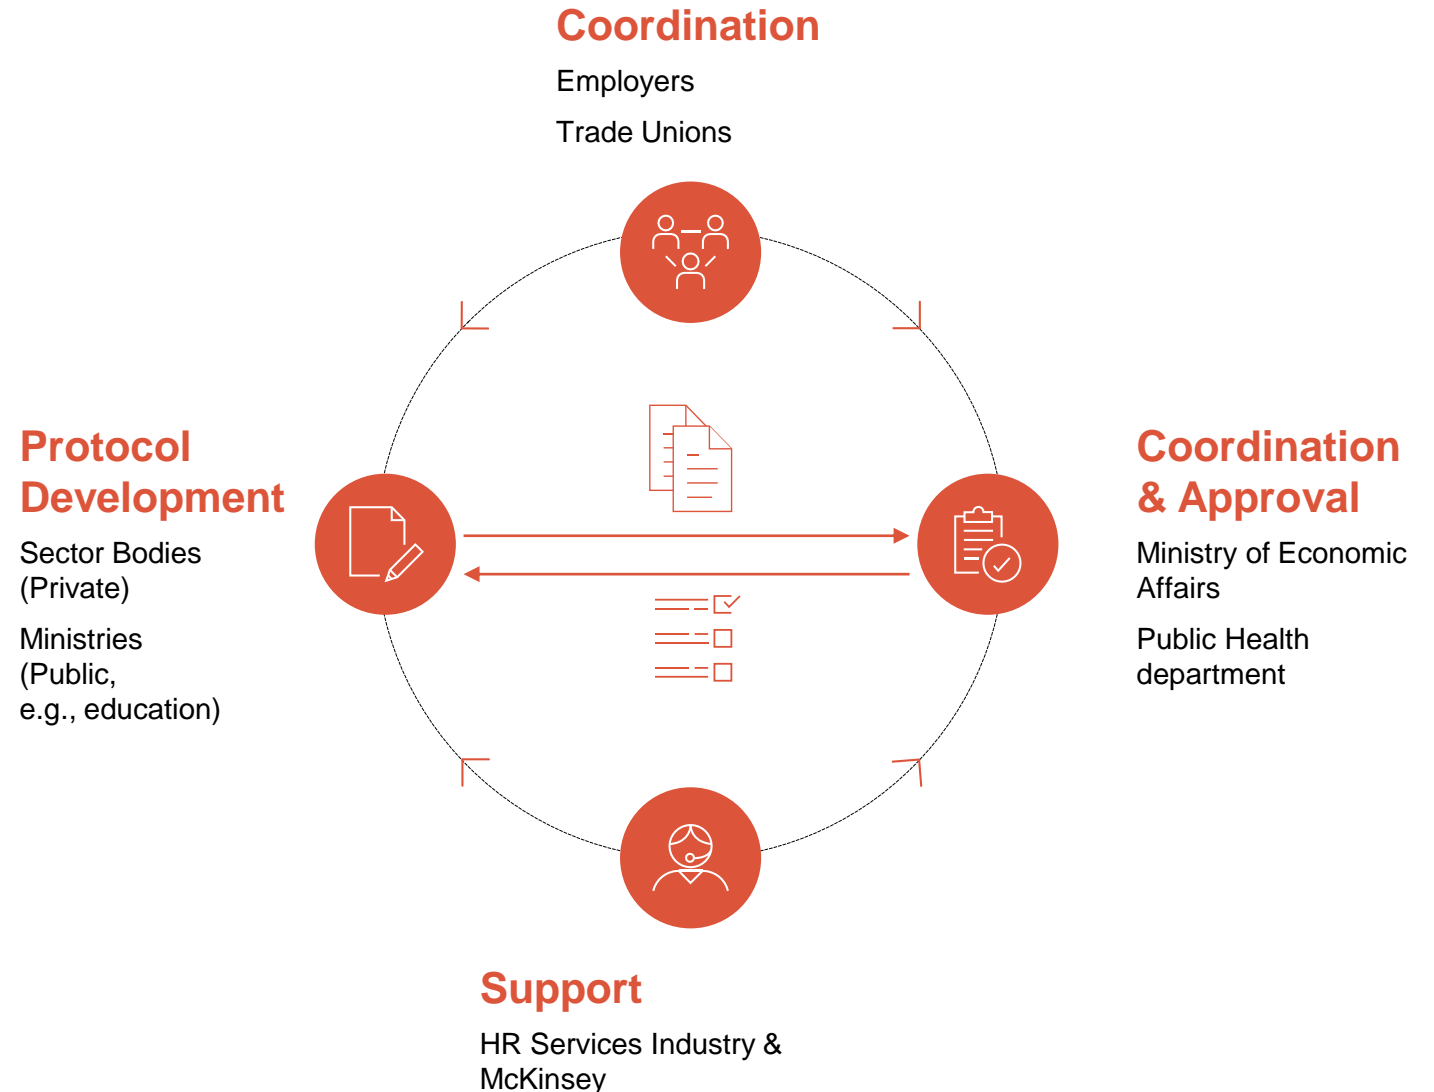 Coordination
Employers
Trade Unions
Protocol
Development
Sector Bodies
(Private)
Ministries
(Public,
e.g., education)
Coordination
& Approval
Ministry of Economic
Affairs
Public Health
department
Support
HR Services Industry &
McKinsey